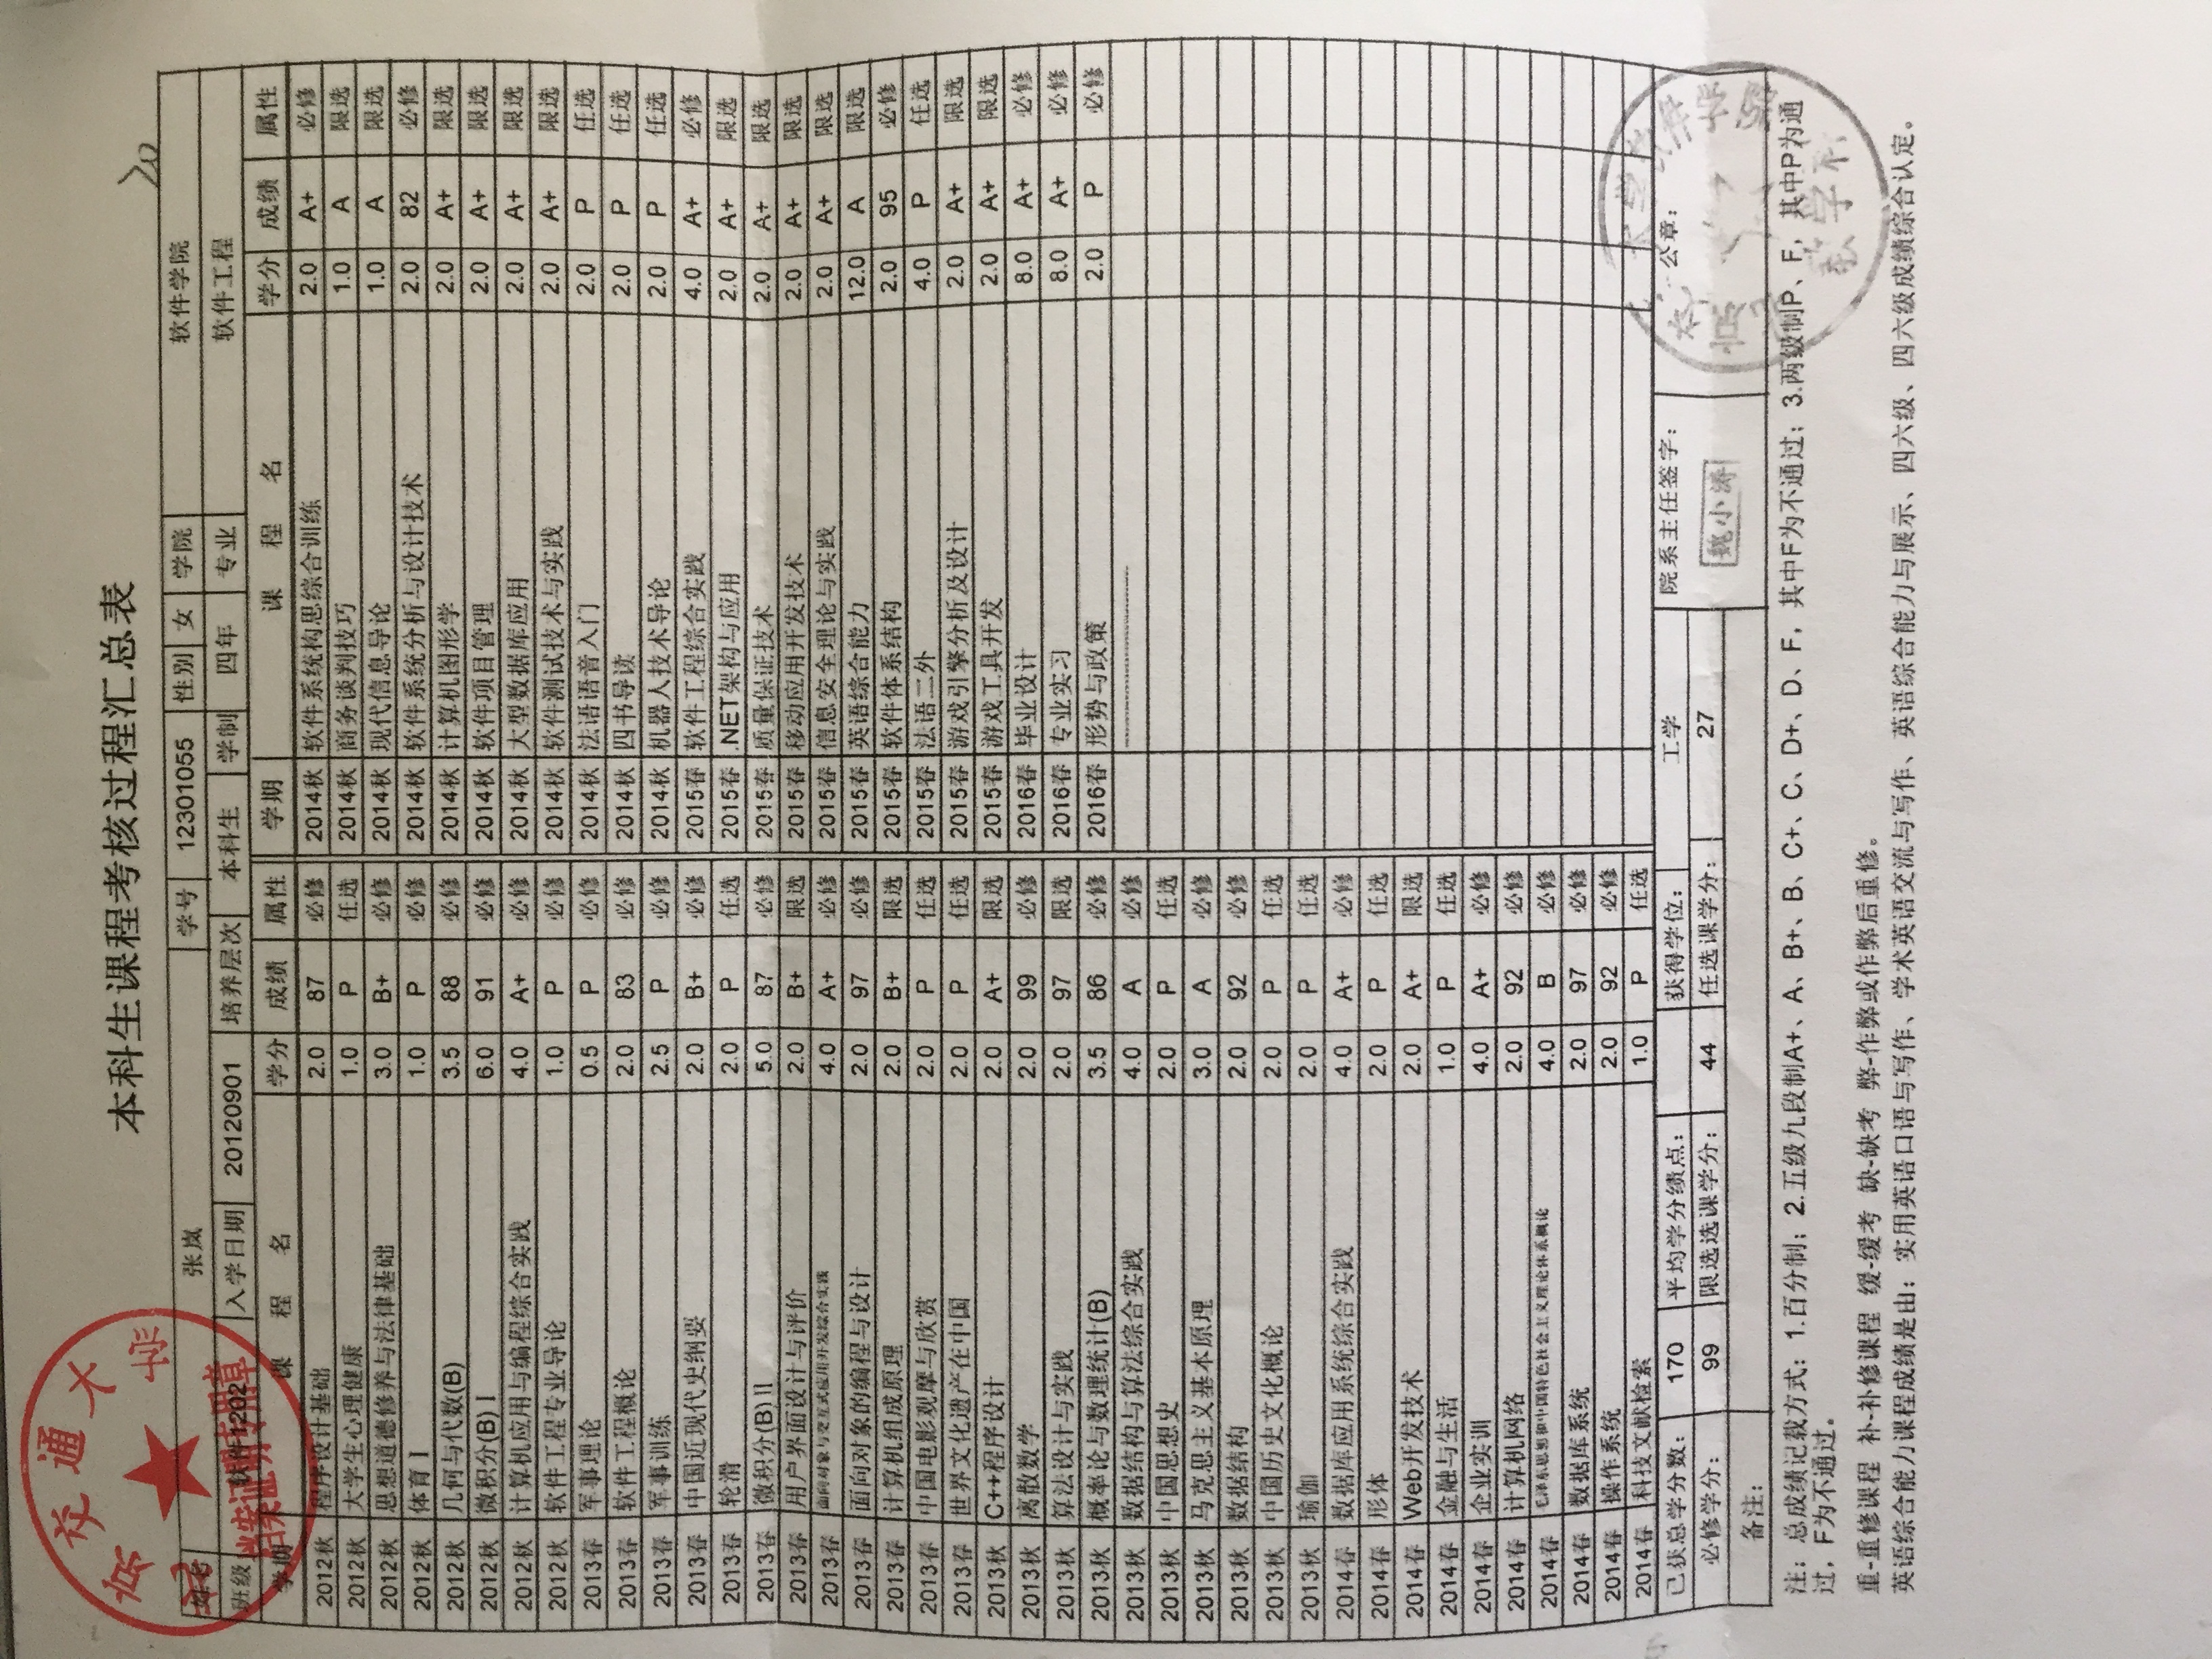 20
本科生课程考核过程汇总表
姓名 张岚 学号 12301055 性别 女 学院 软件学院
班级 软件1202 入学日期 20120901 培养层次 本科生 学制 四年 专业 软件工程
学期 课程名 学分 成绩 属性 学期 课程名 学分 成绩 属性
2012秋 程序设计基础 2.0 87 必修 2014秋 软件系统构思综合训练 2.0 A+ 必修
2012秋 大学生心理健康 1.0 P 任选 2014秋 商务谈判技巧 1.0 A 限选
2012秋 思想道德修养与法律基础 3.0 B+ 必修 2014秋 现代信息导论 1.0 A 限选
2012秋 体育 I 1.0 P 必修 2014秋 软件系统分析与设计技术 2.0 82 必修
2012秋 几何与代数(B) 3.5 88 必修 2014秋 计算机图形学 2.0 A+ 限选
2012秋 微积分(B) I 6.0 91 必修 2014秋 软件项目管理 2.0 A+ 限选
2012秋 计算机应用与编程综合实践 4.0 A+ 必修 2014秋 大型数据库应用 2.0 A+ 限选
2012秋 软件工程专业导论 1.0 P 必修 2014秋 软件测试技术与实践 2.0 A+ 限选
2013春 军事理论 0.5 P 必修 2014秋 法语语音入门 2.0 P 任选
2013春 软件工程概论 2.0 83 必修 2014秋 四书导读 2.0 P 任选
2013春 军事训练 2.5 P 必修 2014秋 机器人技术导论 2.0 P 任选
2013春 中国近现代史纲要 2.0 B+ 必修 2015春 软件工程综合实践 4.0 A+ 必修
2013春 轮滑 2.0 P 任选 2015春 .NET架构与应用 2.0 A+ 限选
2013春 微积分(B) II 5.0 87 必修 2015春 质量保证技术 2.0 A+ 限选
2013春 用户界面设计与评价 2.0 B+ 限选 2015春 移动应用开发技术 2.0 A+ 限选
2013春 面向对象与交互式应用开发综合实践 4.0 A+ 必修 2015春 信息安全理论与实践 2.0 A+ 限选
2013春 面向对象的编程与设计 2.0 97 必修 2015春 英语综合能力 12.0 A 限选
2013春 计算机组成原理 2.0 B+ 限选 2015春 软件体系结构 2.0 95 必修
2013春 中国电影观摩与欣赏 2.0 P 任选 2015春 法语二外 4.0 P 任选
2013春 世界文化遗产在中国 2.0 P 任选 2015春 游戏引擎分析及设计 2.0 A+ 限选
2013秋 C++程序设计 2.0 A+ 限选 2015春 游戏工具开发 2.0 A+ 限选
2013秋 离散数学 2.0 99 必修 2016春 毕业设计 8.0 A+ 必修
2013秋 算法设计与实践 2.0 97 限选 2016春 专业实习 8.0 A+ 必修
2013秋 概率论与数理统计(B) 3.5 86 必修 2016春 形势与政策 2.0 P 必修
2013秋 数据结构与算法综合实践 4.0 A 必修
2013秋 中国思想史 2.0 P 任选
2013秋 马克思主义基本原理 3.0 A 必修
2013秋 数据结构 2.0 92 必修
2013秋 中国历史文化概论 2.0 P 任选
2013秋 瑜伽 2.0 P 任选
2014春 数据库应用系统综合实践 4.0 A+ 必修
2014春 形体 2.0 P 任选
2014春 Web开发技术 2.0 A+ 限选
2014春 金融与生活 1.0 P 任选
2014春 企业实训 4.0 A+ 必修
2014春 计算机网络 2.0 92 必修
2014春 毛泽东思想和中国特色社会主义理论体系概论 4.0 B 必修
2014春 数据库系统 2.0 97 必修
2014春 操作系统 2.0 92 必修
2014春 科技文献检索 1.0 P 任选
已获总学分数: 170 平均学分绩点: 获得学位: 工学 院系主任签字: 公章:
必修学分: 99 限选选课学分: 44 任选课学分: 27 魏小涛
备注:
注: 总成绩记载方式: 1.百分制; 2.五级九段制A+、A、B+、B、C+、C、D+、D、F, 其中F为不通过; 3.两级制P、F, 其中P为通
过, F为不通过。
重-重修课程 补-补修课程 缓-缓考 缺-缺考 弊-作弊或作弊后重修。
英语综合能力课程成绩是由: 实用英语口语与写作、学术英语交流与写作、英语综合能力与展示、四六级、四六级成绩综合认定。